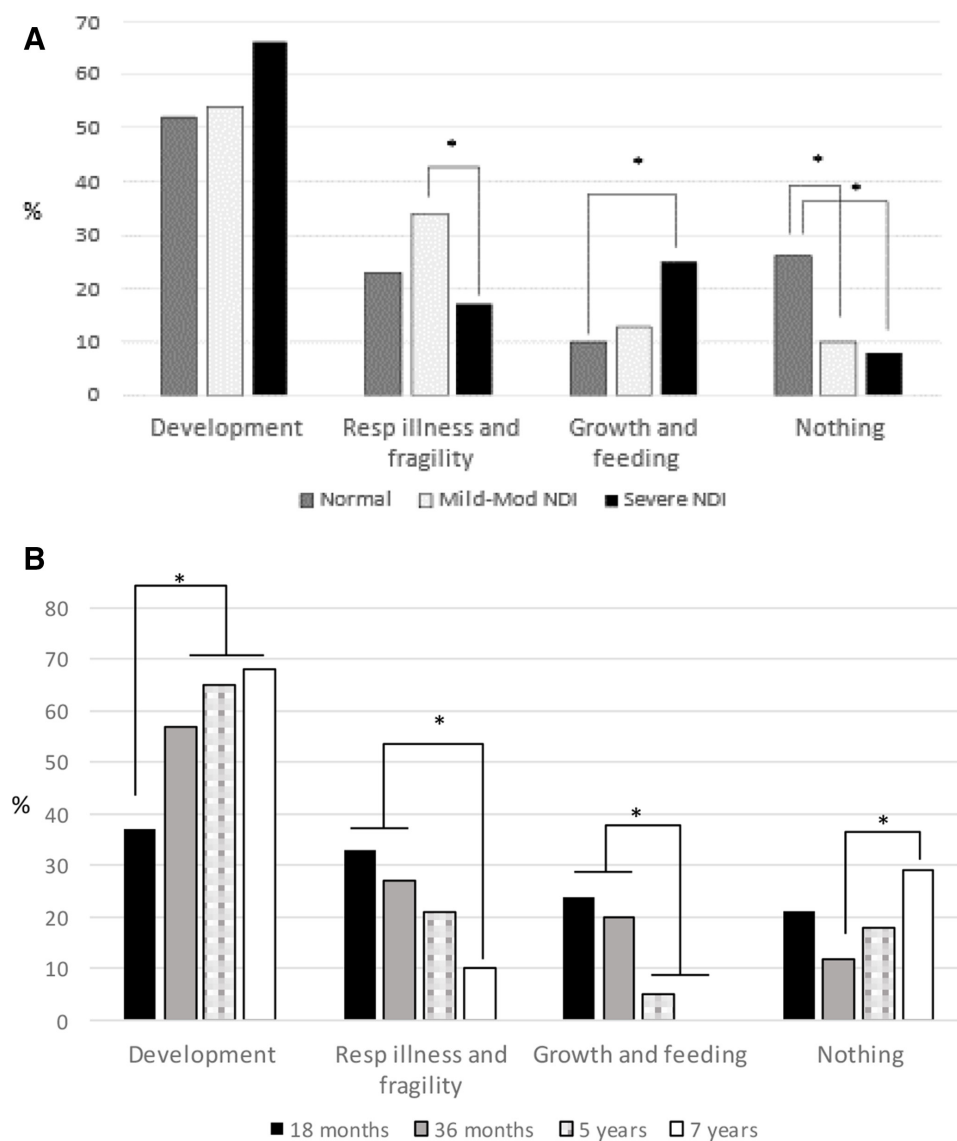 A
70
60
50
40
30
20
10
0
%
*
*
*
*
Development
Resp illness and
fragility
Growth and
feeding
Nothing
Normal
Mild-Mod NDI
Severe NDI
B
80
70
60
50
40
30
20
10
0
%
*
*
*
*
Development
Resp illness and
fragility
Growth and feeding
Nothing
18 months
36 months
5 years
7 years